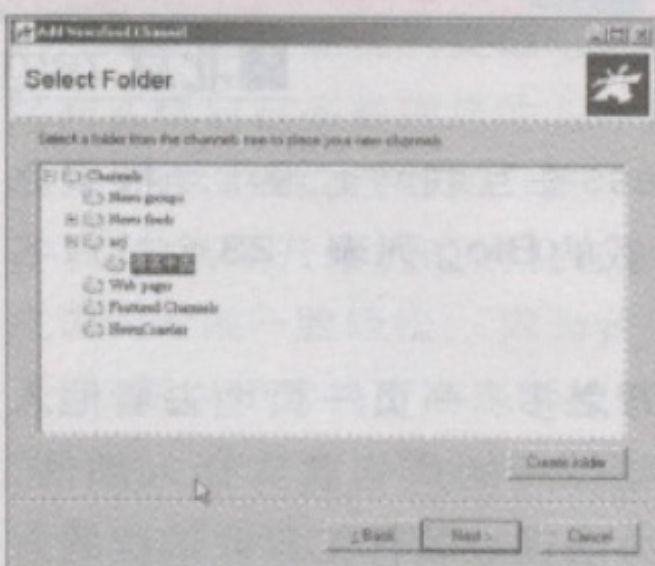 Add Newsfeed Channel
Select Folder
Select a folder from the channels tree to place your new channels
Channels
News groups
News feeds
Web pages
Featured Channels
Create folder
< Back
Next >
Cancel